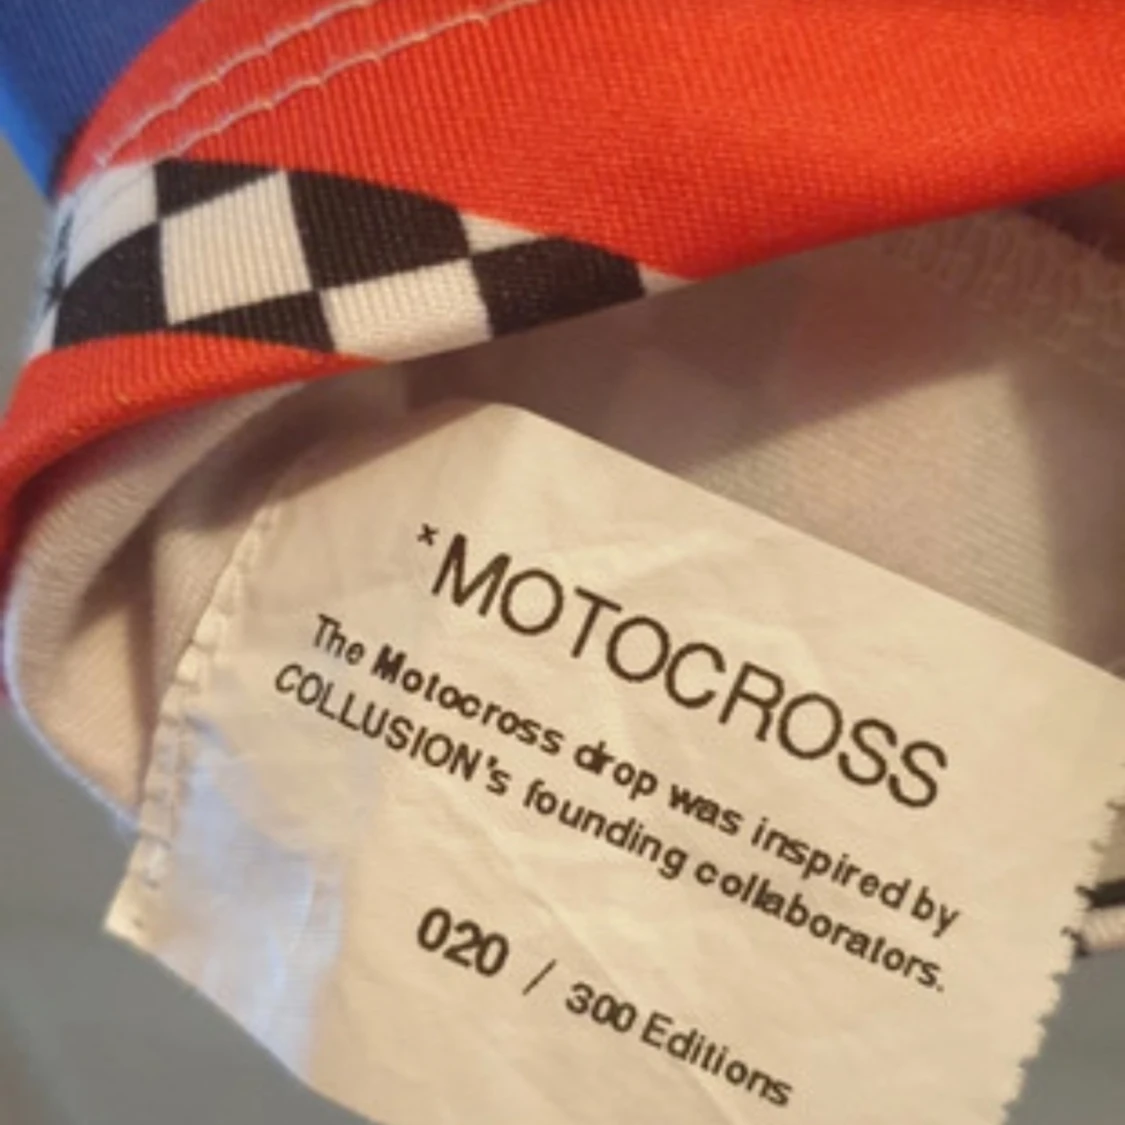 x MOTOCROSS
The Motocross drop was inspired by
COLLUSION's founding collaborators.
020 / 300 Editions